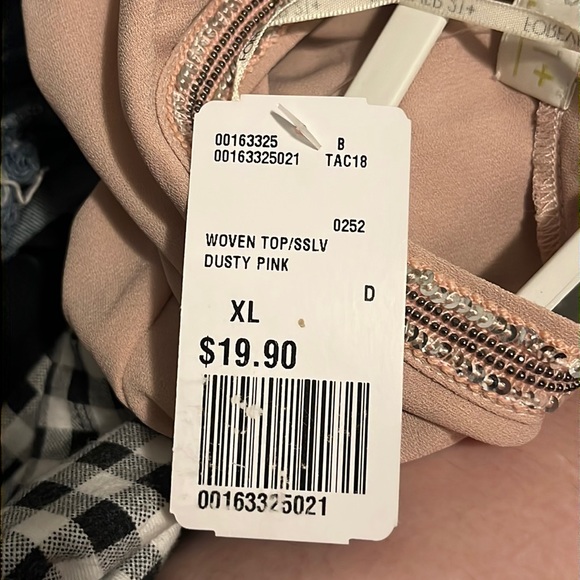 00163325 B
00163325021 TAC18
0252
WOVEN TOP/SSLV
DUSTY PINK
D
XL
$19.90
00163325021